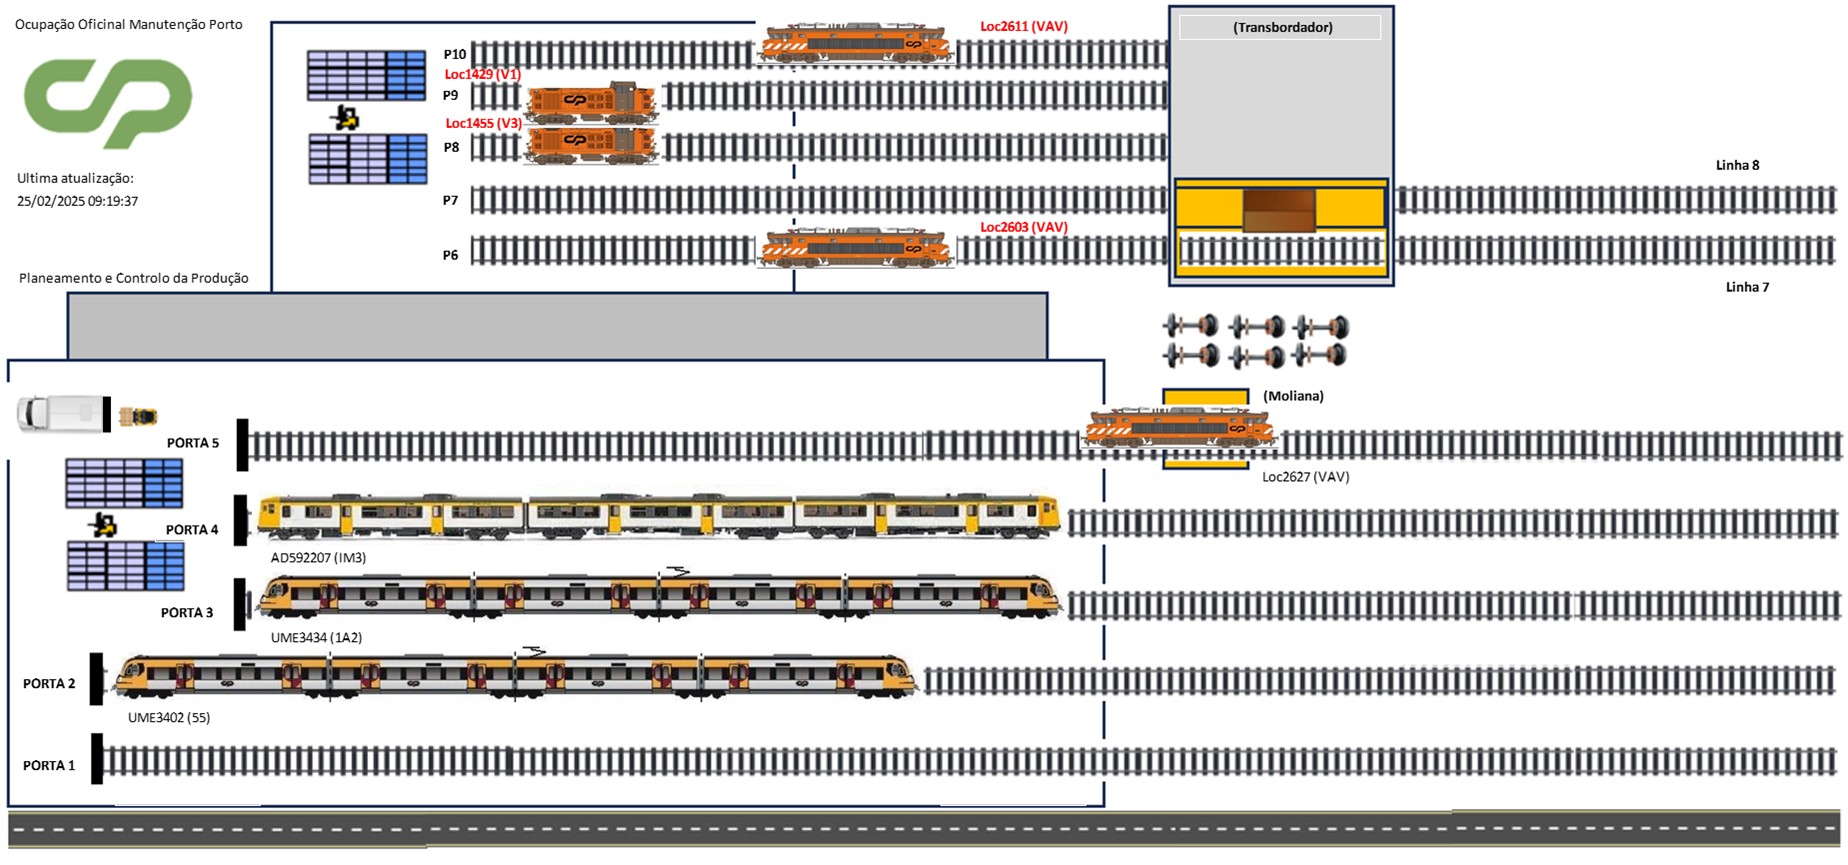 Ocupação Oficinal Manutenção Porto
Ultima atualização:
25/02/2025 09:19:37
Planeamento e Controlo da Produção
P10
Loc2611 (VAV)
(Transbordador)
Loc1429 (V1)
P9
Loc1455 (V3)
P8
Linha 8
P7
Loc2603 (VAV)
P6
Linha 7
(Moliana)
PORTA 5
Loc2627 (VAV)
PORTA 4
AD592207 (IM3)
PORTA 3
UME3434 (1A2)
PORTA 2
UME3402 (55)
PORTA 1